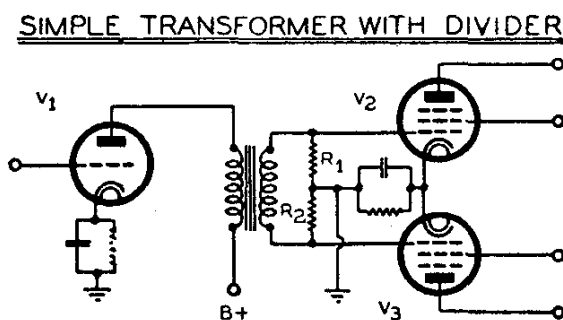 SIMPLE TRANSFORMER WITH DIVIDER
V1
V2
R1
R2
B+
V3